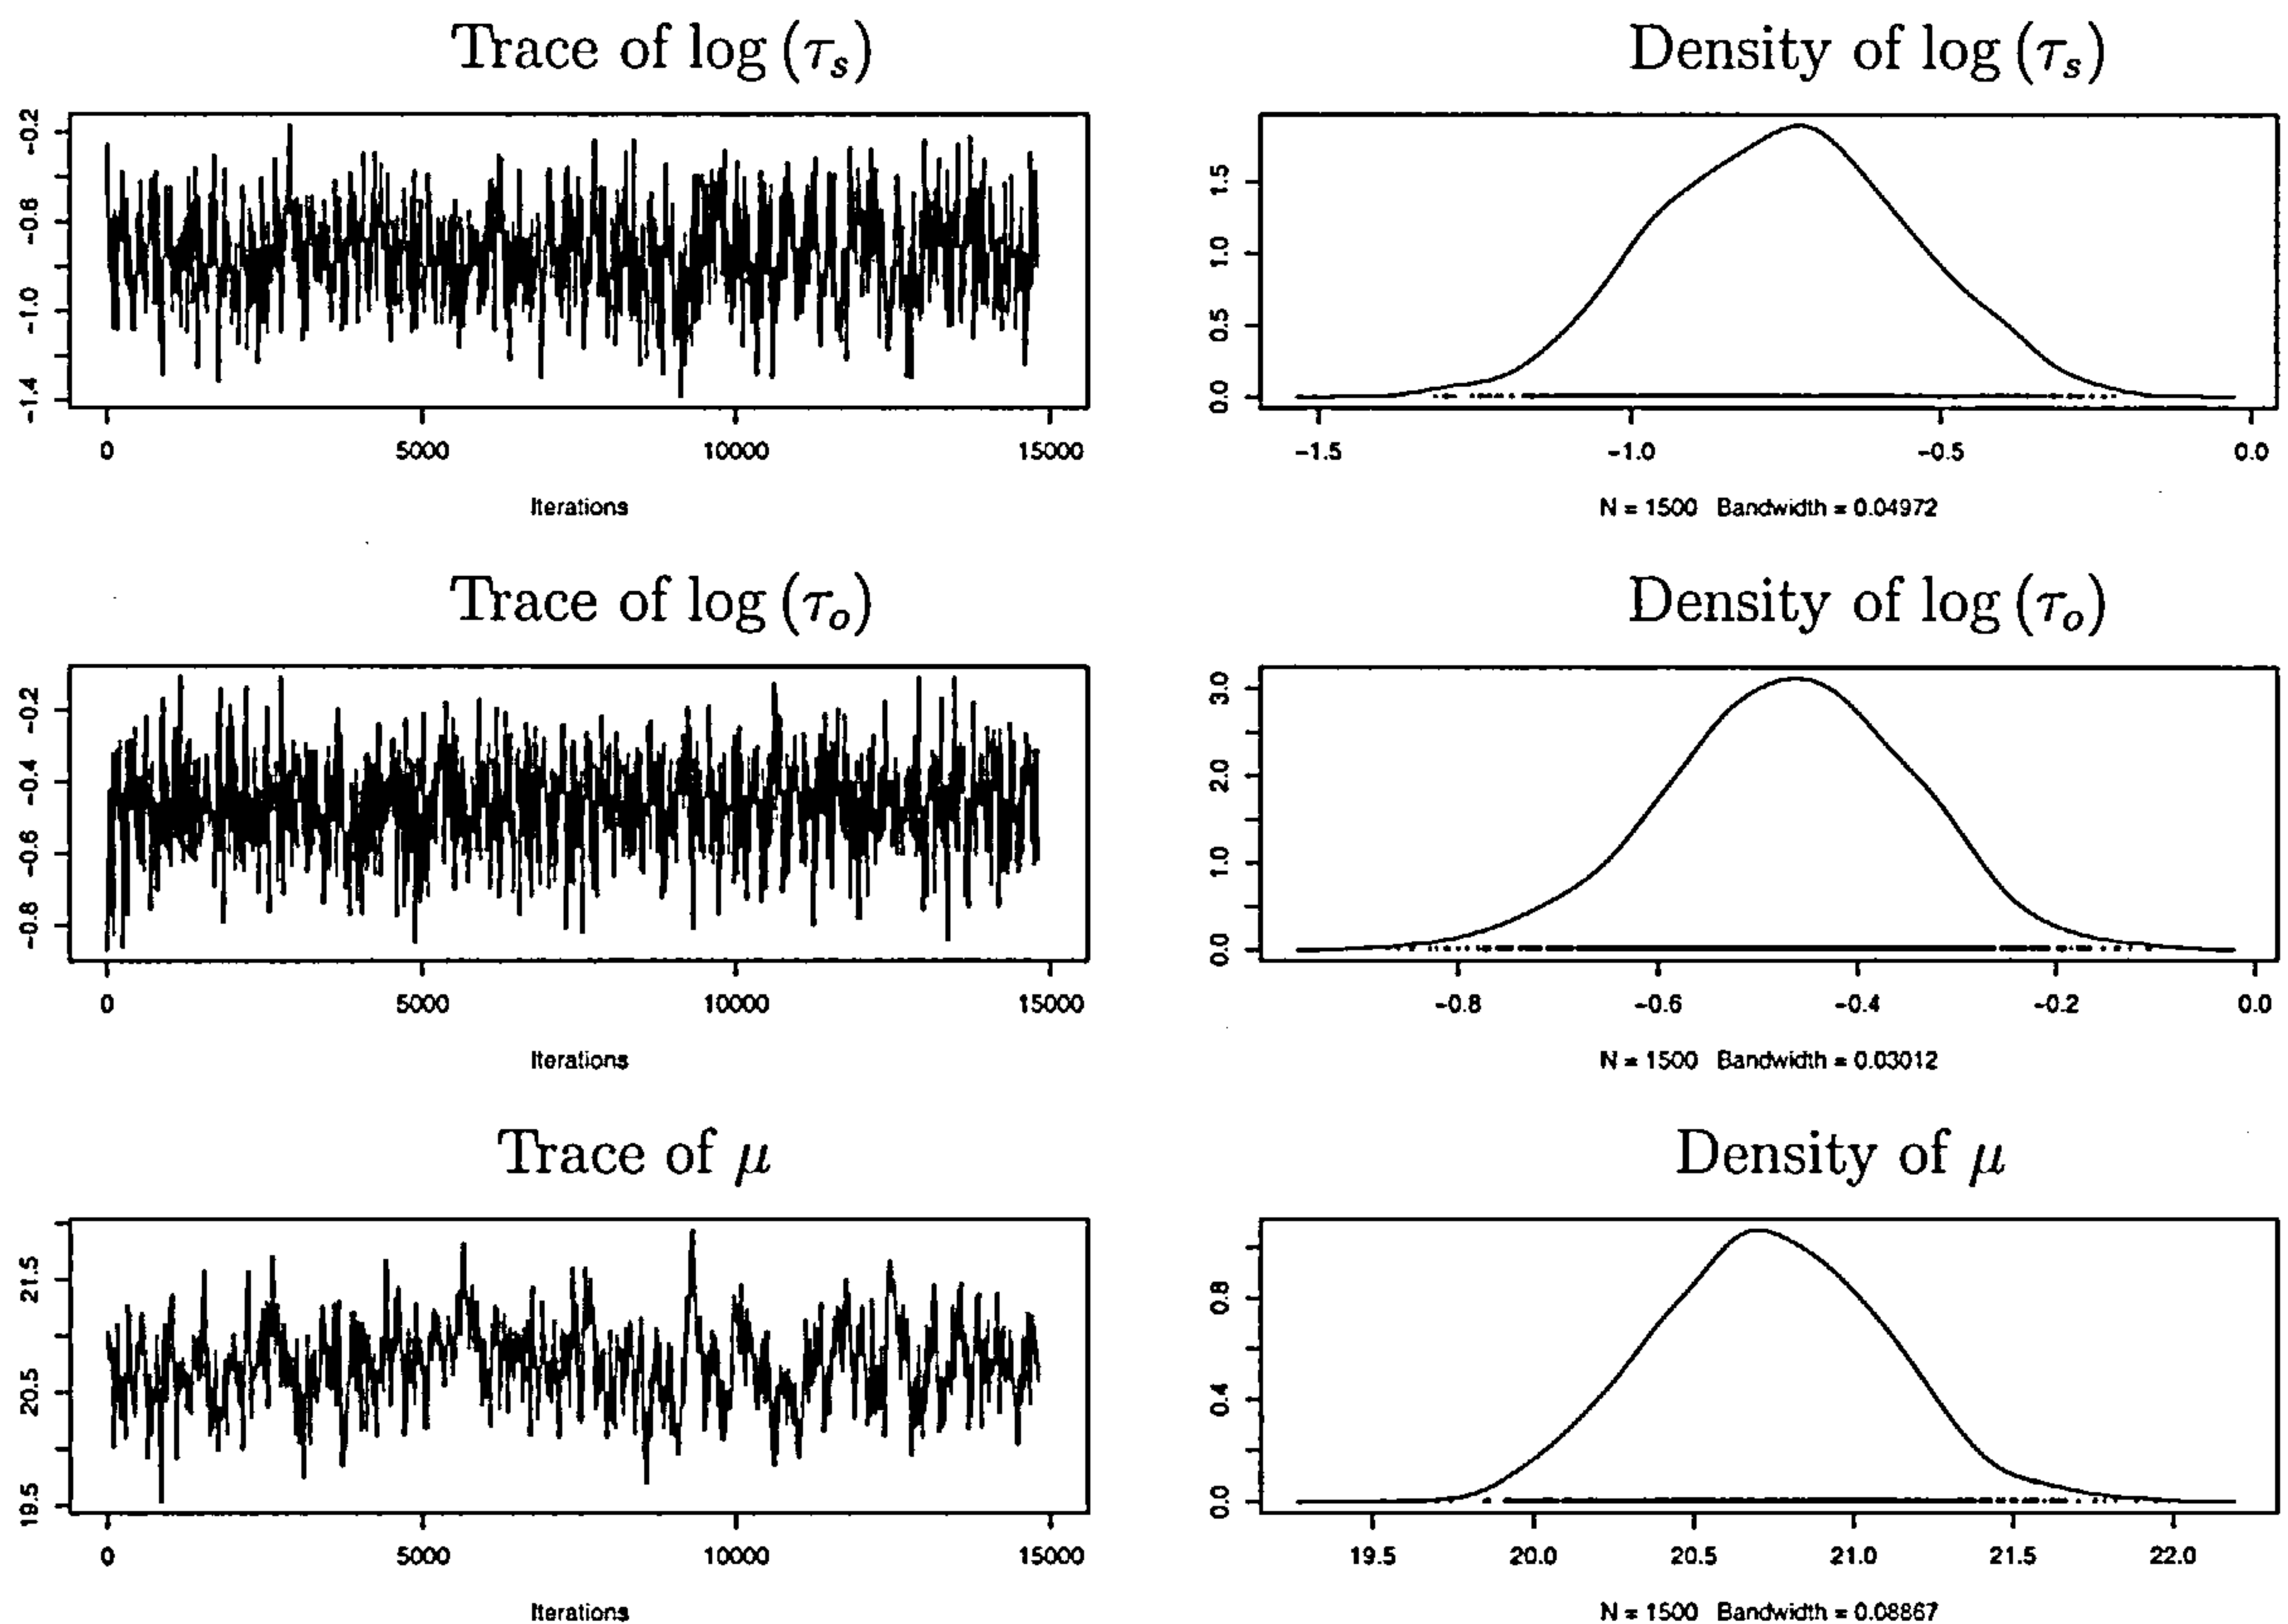 Trace of log (τₛ)
Density of log (τₛ)
-0.2
-0.6
-1.0
-1.4
0 5000 10000 15000
Iterations
0.0 0.5 1.0 1.5
-1.5 -1.0 -0.5 0.0
N = 1500 Bandwidth = 0.04972
Trace of log (τₒ)
Density of log (τₒ)
-0.2
-0.4
-0.6
-0.8
0 5000 10000 15000
Iterations
0.0 1.0 2.0 3.0
-0.8 -0.6 -0.4 -0.2 0.0
N = 1500 Bandwidth = 0.03012
Trace of μ
Density of μ
19.5 20.5 21.5
0 5000 10000 15000
Iterations
0.0 0.4 0.8
19.5 20.0 20.5 21.0 21.5 22.0
N = 1500 Bandwidth = 0.08867